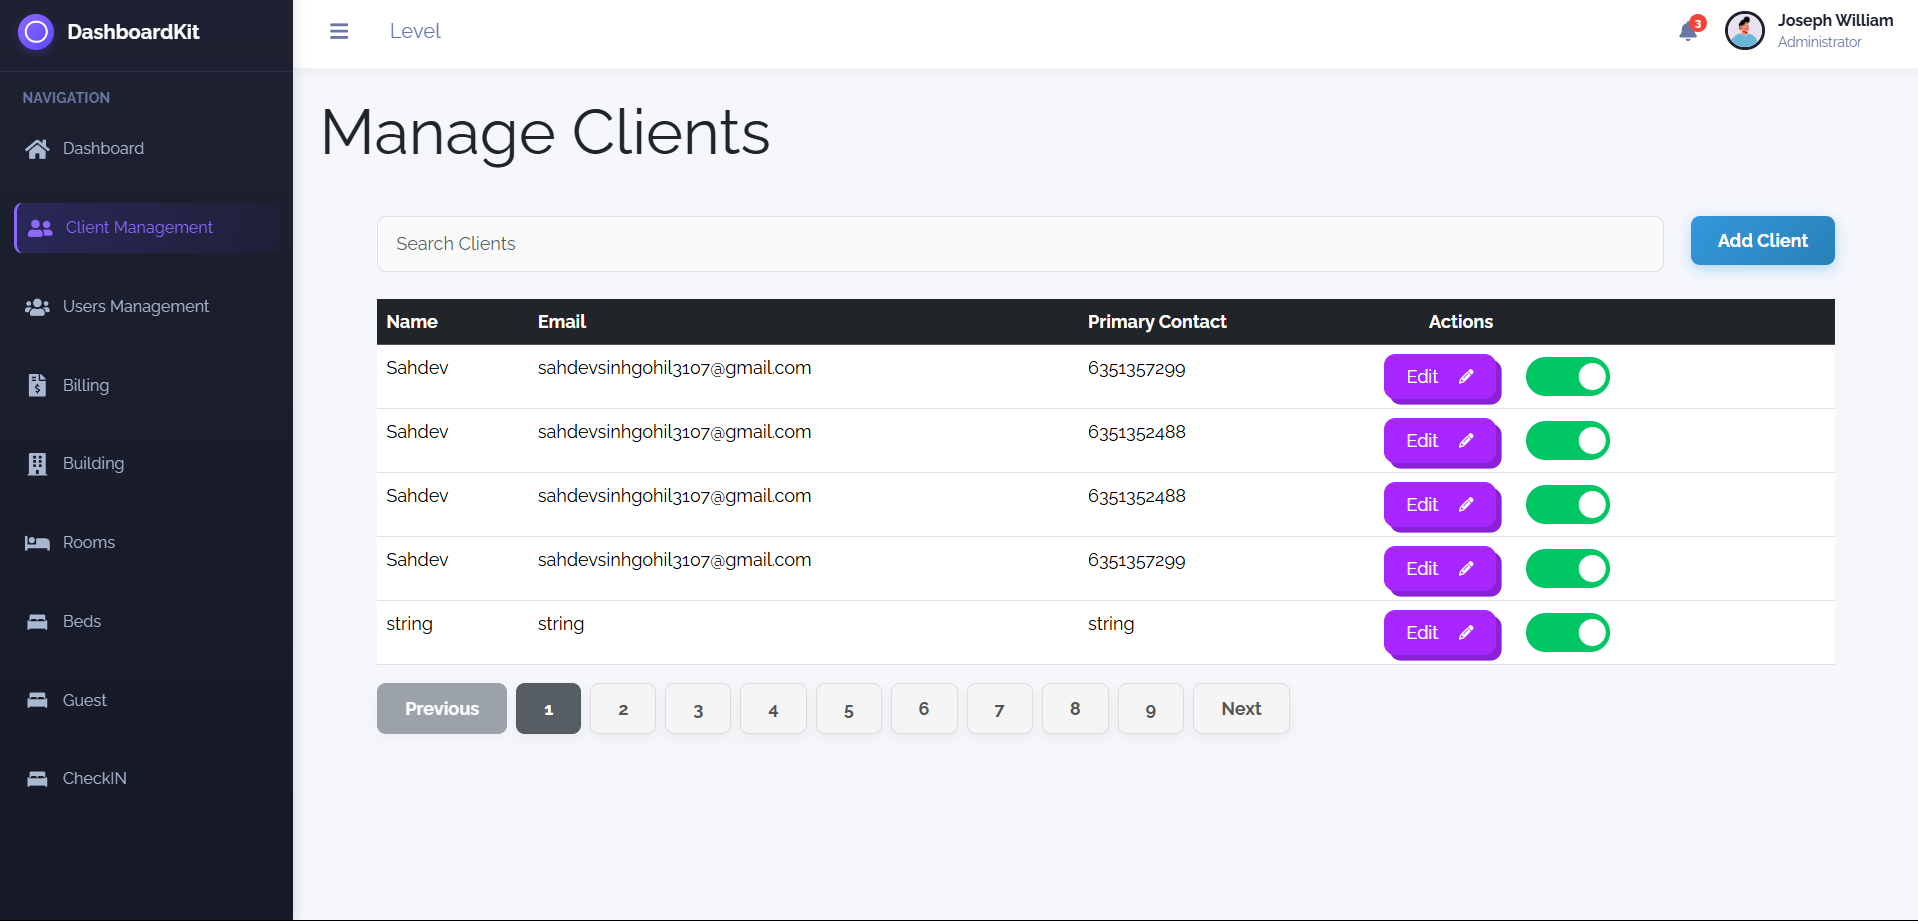 DashboardKit
Level
3
Joseph William
Administrator
NAVIGATION
Dashboard
Client Management
Users Management
Billing
Building
Rooms
Beds
Guest
CheckIN
Manage Clients
Search Clients
Add Client
Name Email Primary Contact Actions
Sahdev sahdevsinhgohil3107@gmail.com 6351357299 Edit
Sahdev sahdevsinhgohil3107@gmail.com 6351352488 Edit
Sahdev sahdevsinhgohil3107@gmail.com 6351352488 Edit
Sahdev sahdevsinhgohil3107@gmail.com 6351357299 Edit
string string string Edit
Previous 1 2 3 4 5 6 7 8 9 Next